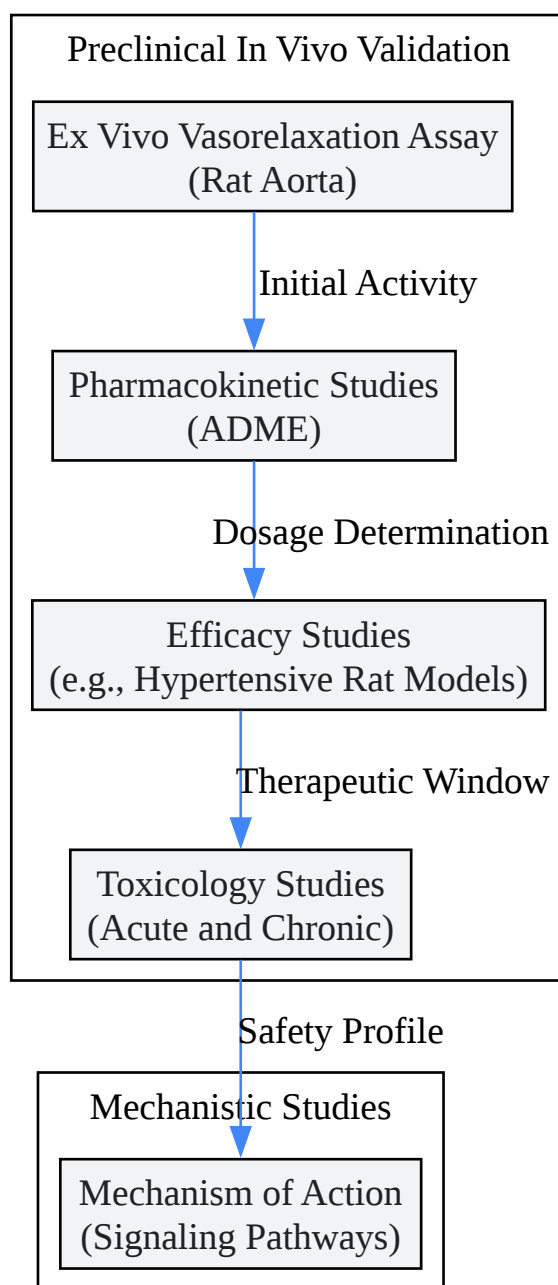 Preclinical In Vivo Validation
Ex Vivo Vasorelaxation Assay
(Rat Aorta)
Initial Activity
Pharmacokinetic Studies
(ADME)
Dosage Determination
Efficacy Studies
(e.g., Hypertensive Rat Models)
Therapeutic Window
Toxicology Studies
(Acute and Chronic)
Safety Profile
Mechanistic Studies
Mechanism of Action
(Signaling Pathways)